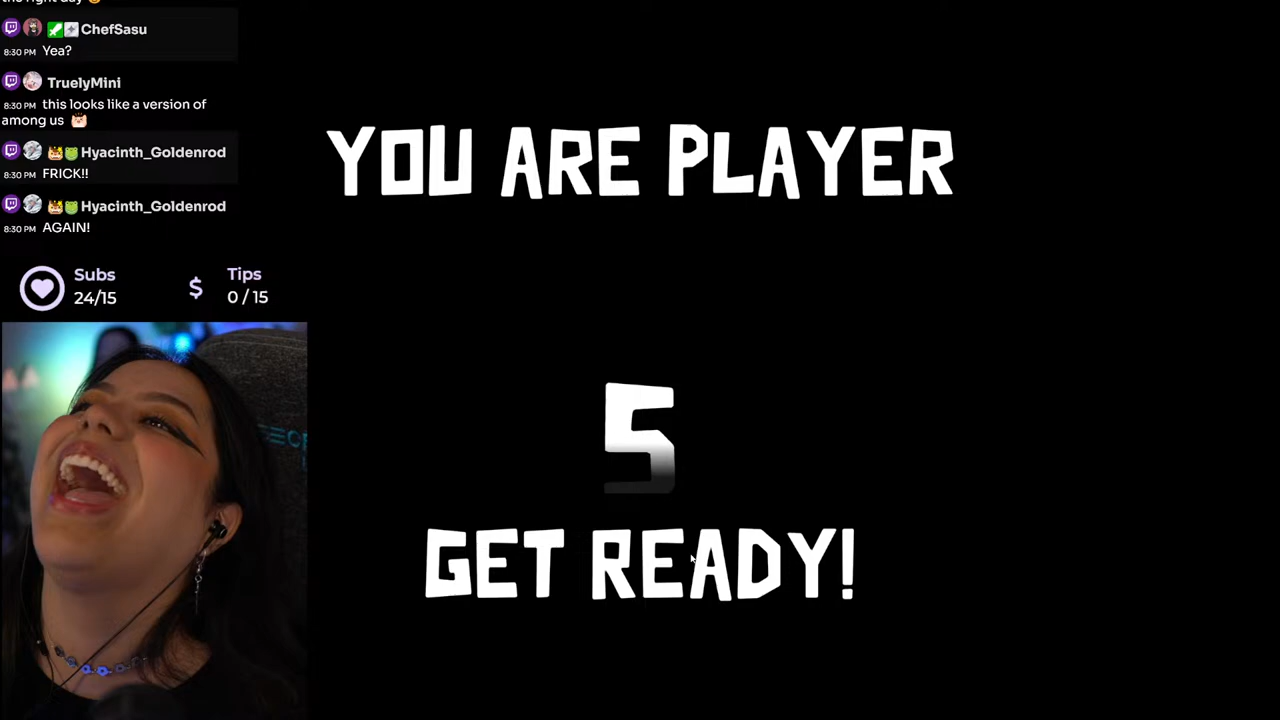 ChefSasu
8:30 PM Yea?
TruelyMini
8:30 PM this looks like a version of
among us
Hyacinth_Goldenrod
8:30 PM FRICK!!
Hyacinth_Goldenrod
8:30 PM AGAIN!
Subs
24/15
$
Tips
0 / 15
YOU ARE PLAYER
5
GET READY!